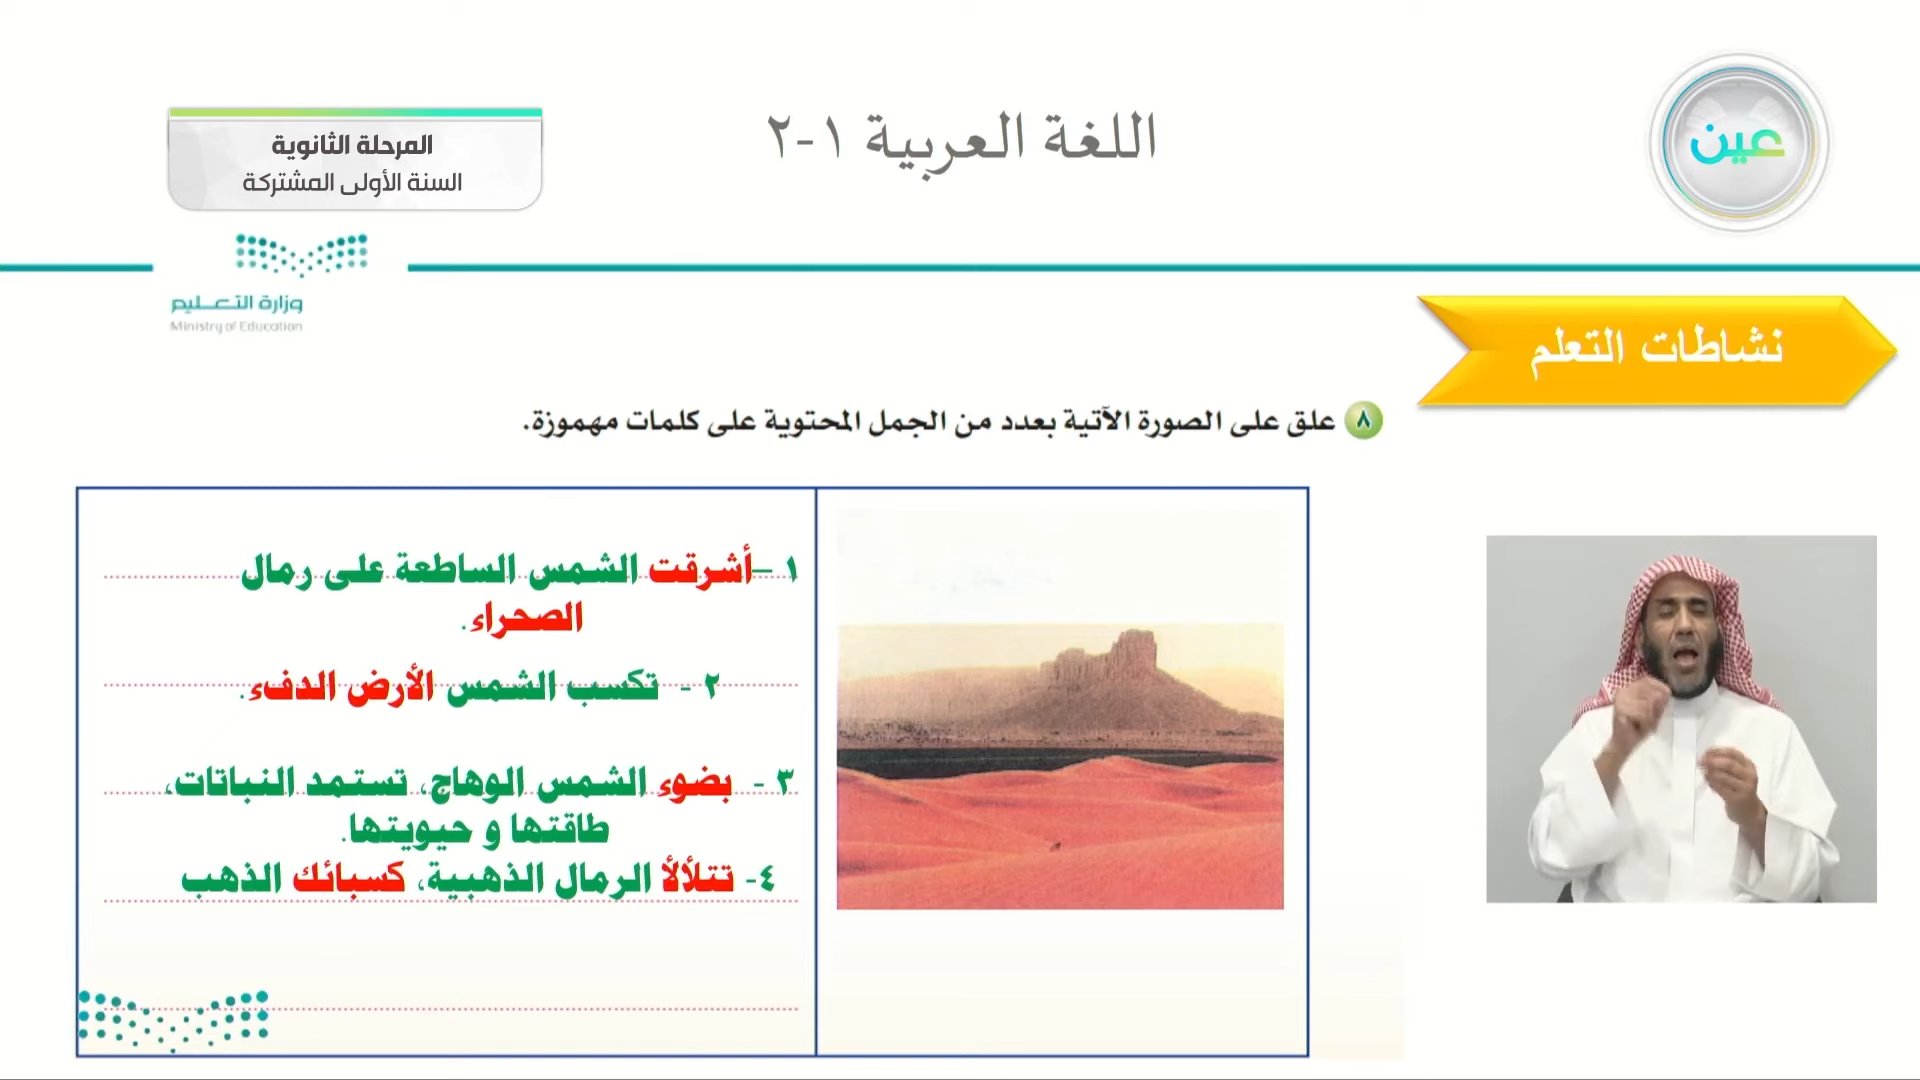 عين
اللغة العربية ١-٢
المرحلة الثانوية
السنة الأولى المشتركة
وزارة التعليم
Ministry of Education
نشاطات التعلم
٨ علق على الصورة الآتية بعدد من الجمل المحتوية على كلمات مهموزة.
١ –أشرقت الشمس الساطعة على رمال
الصحراء.
٢ - تكسب الشمس الأرض الدفء.
٣ - بضوء الشمس الوهاج، تستمد النباتات،
طاقتها و حيويتها.
٤- تتلألأ الرمال الذهبية، كسبائك الذهب